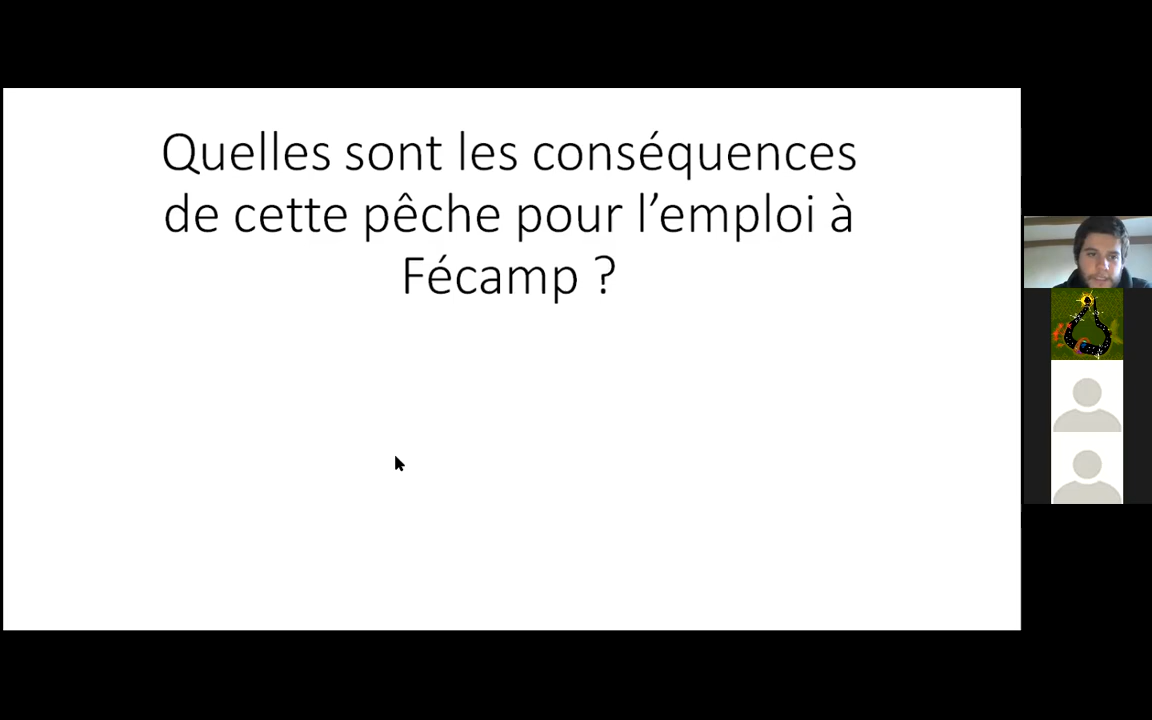 Quelles sont les conséquences
de cette pêche pour l’emploi à
Fécamp ?